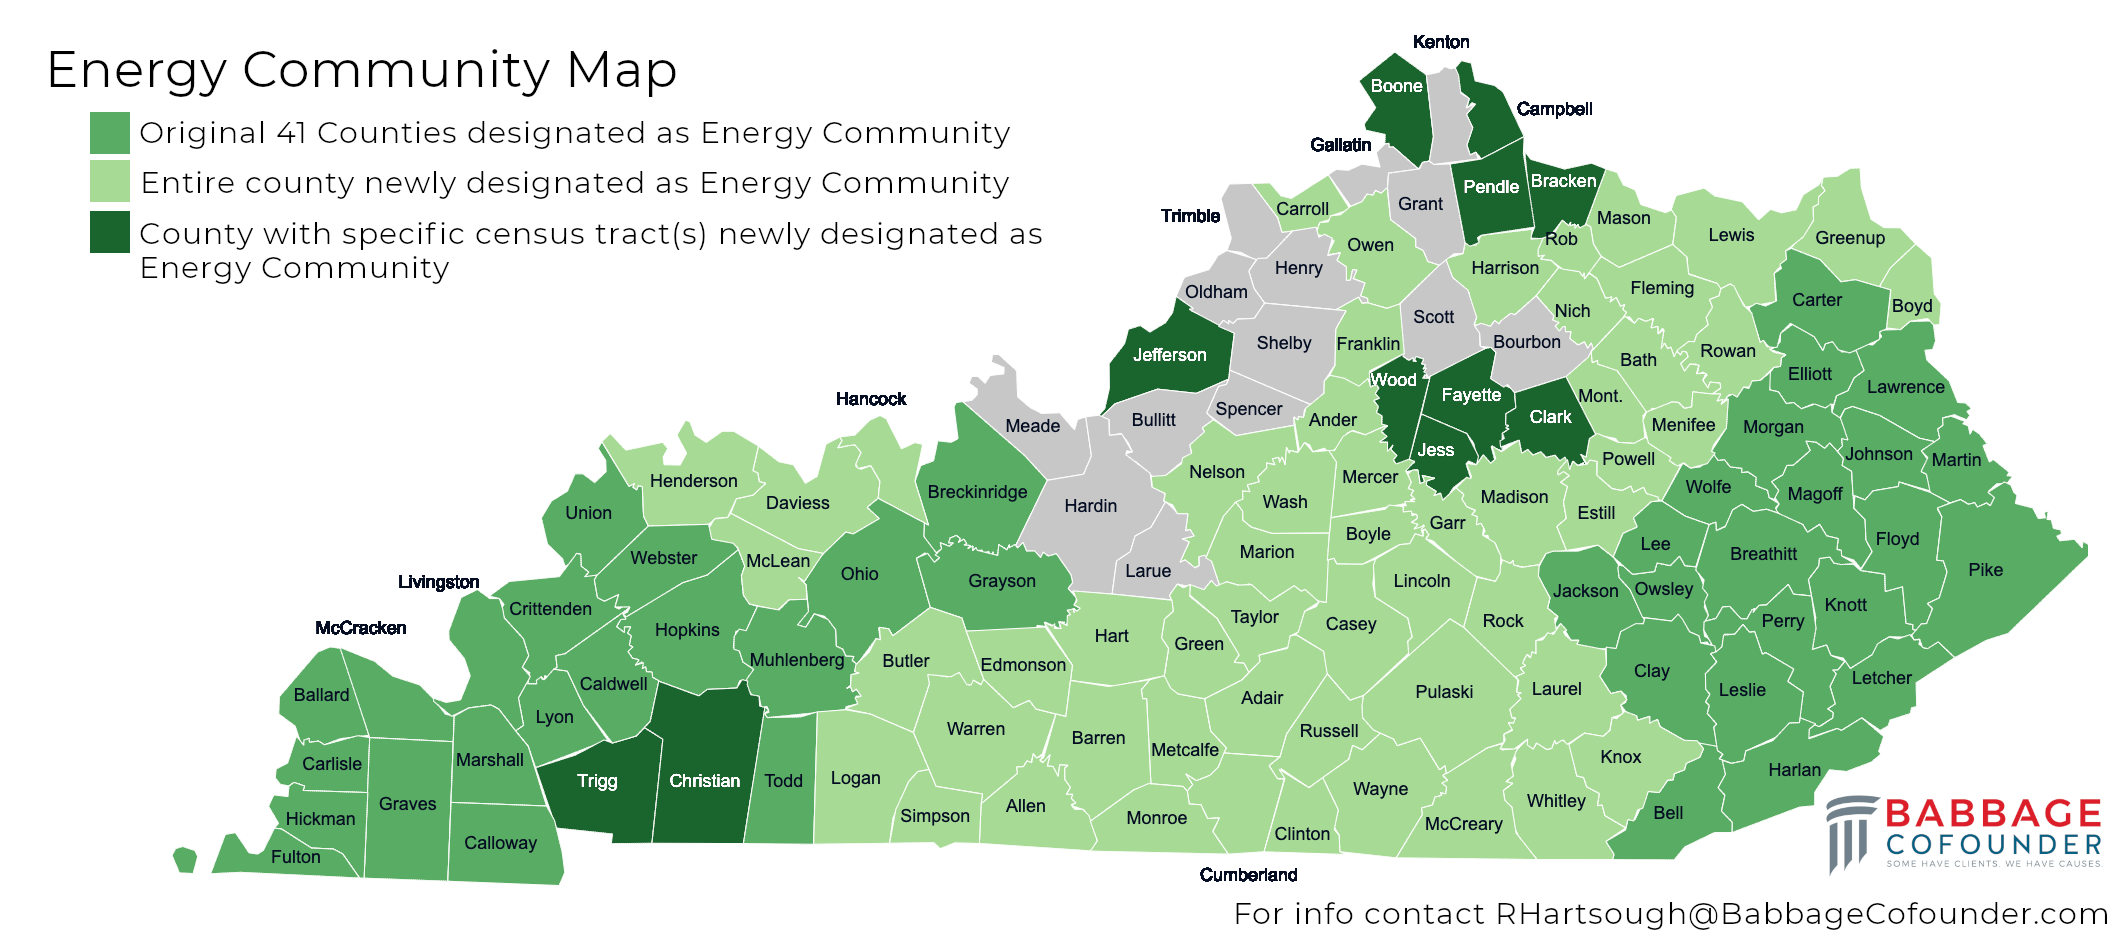 Energy Community Map
Original 41 Counties designated as Energy Community
Entire county newly designated as Energy Community
County with specific census tract(s) newly designated as
Energy Community
Kenton
Boone
Campbell
Gallatin
Pendle
Bracken
Trimble
Carroll
Grant
Mason
Owen
Rob
Lewis
Greenup
Henry
Harrison
Oldham
Fleming
Carter
Boyd
Scott
Nich
Jefferson
Shelby
Franklin
Bourbon
Bath
Rowan
Elliott
Lawrence
Wood
Fayette
Mont.
Hancock
Meade
Bullitt
Spencer
Ander
Clark
Menifee
Morgan
Jess
Johnson
Martin
Henderson
Breckinridge
Nelson
Mercer
Powell
Daviess
Hardin
Wash
Madison
Wolfe
Magoff
Union
Estill
Garr
Boyle
Floyd
Webster
McLean
Marion
Lee
Breathitt
Ohio
Grayson
Larue
Lincoln
Pike
Livingston
Crittenden
Jackson
Owsley
Knott
McCracken
Hopkins
Hart
Taylor
Casey
Rock
Perry
Green
Muhlenberg
Butler
Edmonson
Ballard
Caldwell
Adair
Pulaski
Laurel
Clay
Leslie
Letcher
Lyon
Warren
Barren
Metcalfe
Russell
Carlisle
Marshall
Trigg
Christian
Todd
Logan
Knox
Harlan
Graves
Hickman
Simpson
Allen
Monroe
Wayne
Whitley
Bell
McCreary
Clinton
Fulton
Calloway
Cumberland
BABBAGE
COFOUNDER
SOME HAVE CLIENTS. WE HAVE CAUSES.
For info contact RHartsough@BabbageCofounder.com